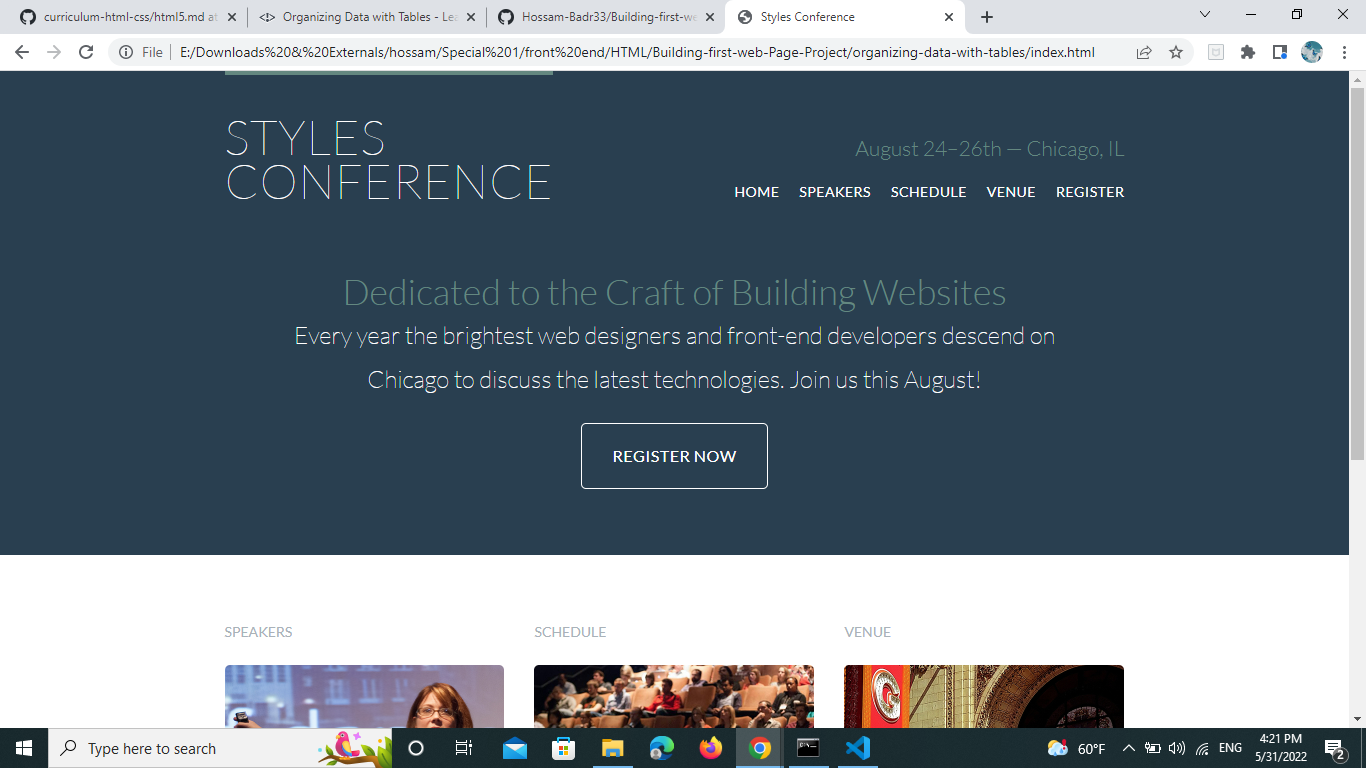 curriculum-html-css/html5.md at
Organizing Data with Tables - Lea
Hossam-Badr33/Building-first-we
Styles Conference
File | E:/Downloads%20&%20Externals/hossam/Special%201/front%20end/HTML/Building-first-web-Page-Project/organizing-data-with-tables/index.html
STYLES
CONFERENCE
August 24–26th — Chicago, IL
HOME SPEAKERS SCHEDULE VENUE REGISTER
Dedicated to the Craft of Building Websites
Every year the brightest web designers and front-end developers descend on
Chicago to discuss the latest technologies. Join us this August!
REGISTER NOW
SPEAKERS SCHEDULE VENUE
Type here to search
60°F
ENG
4:21 PM
5/31/2022
2